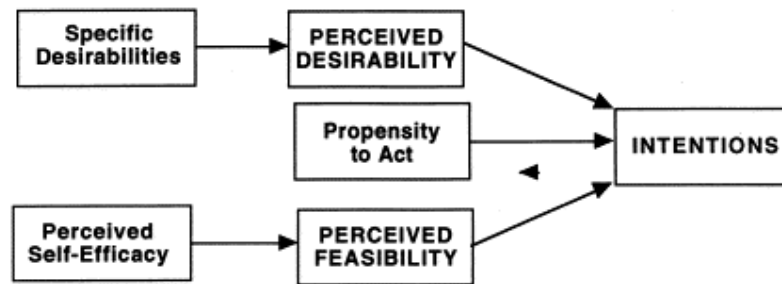 Specific
Desirabilities
PERCEIVED
DESIRABILITY
Propensity
to Act
INTENTIONS
Perceived
Self-Efficacy
PERCEIVED
FEASIBILITY